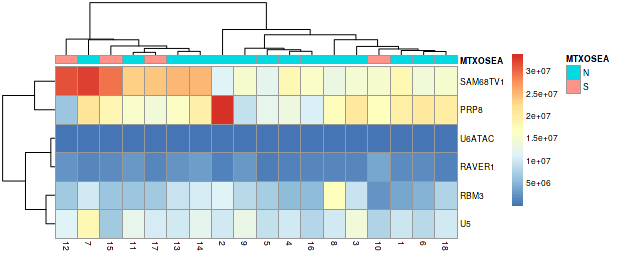 MTXOSEA
SAM68TV1
PRP8
U6ATAC
RAVER1
RBM3
U5
12 7 15 11 17 13 14 2 9 5 4 16 8 3 10 1 6 18
3e+07
2.5e+07
2e+07
1.5e+07
1e+07
5e+06
MTXOSEA
N
S